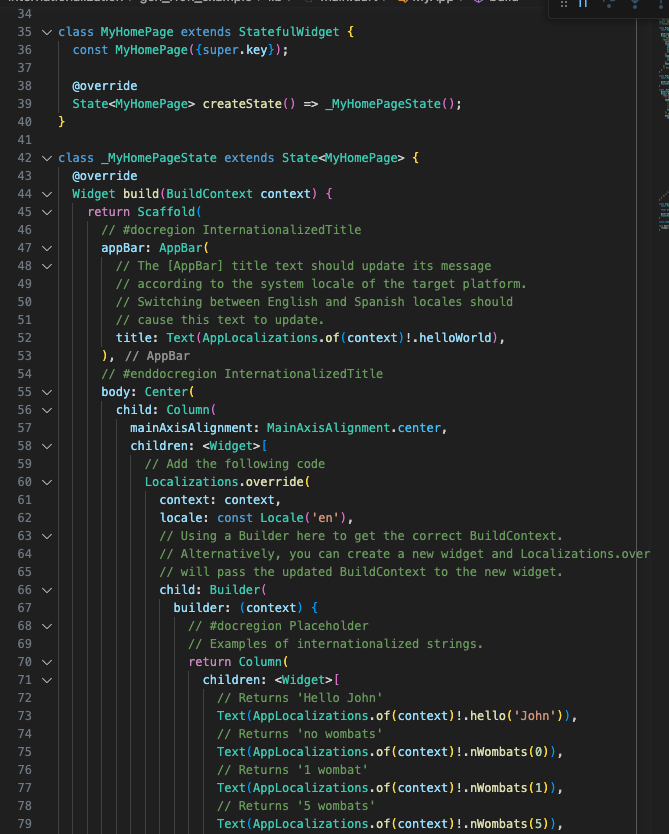 34
35 class MyHomePage extends StatefulWidget {
36 const MyHomePage({super.key});
37
38 @override
39 State<MyHomePage> createState() => _MyHomePageState();
40 }
41
42 class _MyHomePageState extends State<MyHomePage> {
43 @override
44 Widget build(BuildContext context) {
45 return Scaffold(
46 // #docregion InternationalizedTitle
47 appBar: AppBar(
48 // The [AppBar] title text should update its message
49 // according to the system locale of the target platform.
50 // Switching between English and Spanish locales should
51 // cause this text to update.
52 title: Text(AppLocalizations.of(context)!.helloWorld),
53 ), // AppBar
54 // #enddocregion InternationalizedTitle
55 body: Center(
56 child: Column(
57 mainAxisAlignment: MainAxisAlignment.center,
58 children: <Widget>[
59 // Add the following code
60 Localizations.override(
61 context: context,
62 locale: const Locale('en'),
63 // Using a Builder here to get the correct BuildContext.
64 // Alternatively, you can create a new widget and Localizations.over
65 // will pass the updated BuildContext to the new widget.
66 child: Builder(
67 builder: (context) {
68 // #docregion Placeholder
69 // Examples of internationalized strings.
70 return Column(
71 children: <Widget>[
72 // Returns 'Hello John'
73 Text(AppLocalizations.of(context)!.hello('John')),
74 // Returns 'no wombats'
75 Text(AppLocalizations.of(context)!.nWombats(0)),
76 // Returns '1 wombat'
77 Text(AppLocalizations.of(context)!.nWombats(1)),
78 // Returns '5 wombats'
79 Text(AppLocalizations.of(context)!.nWombats(5)),